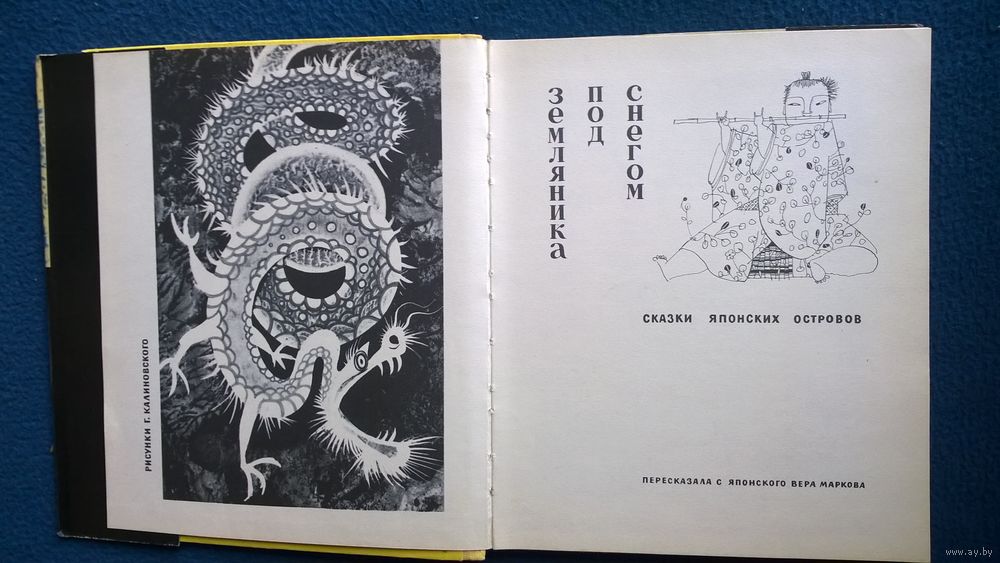 РИСУНКИ Г. КАЛИНОВСКОГО
земляника
под
снегом
СКАЗКИ ЯПОНСКИХ ОСТРОВОВ
ПЕРЕСКАЗАЛА С ЯПОНСКОГО ВЕРА МАРКОВА
www.ay.by